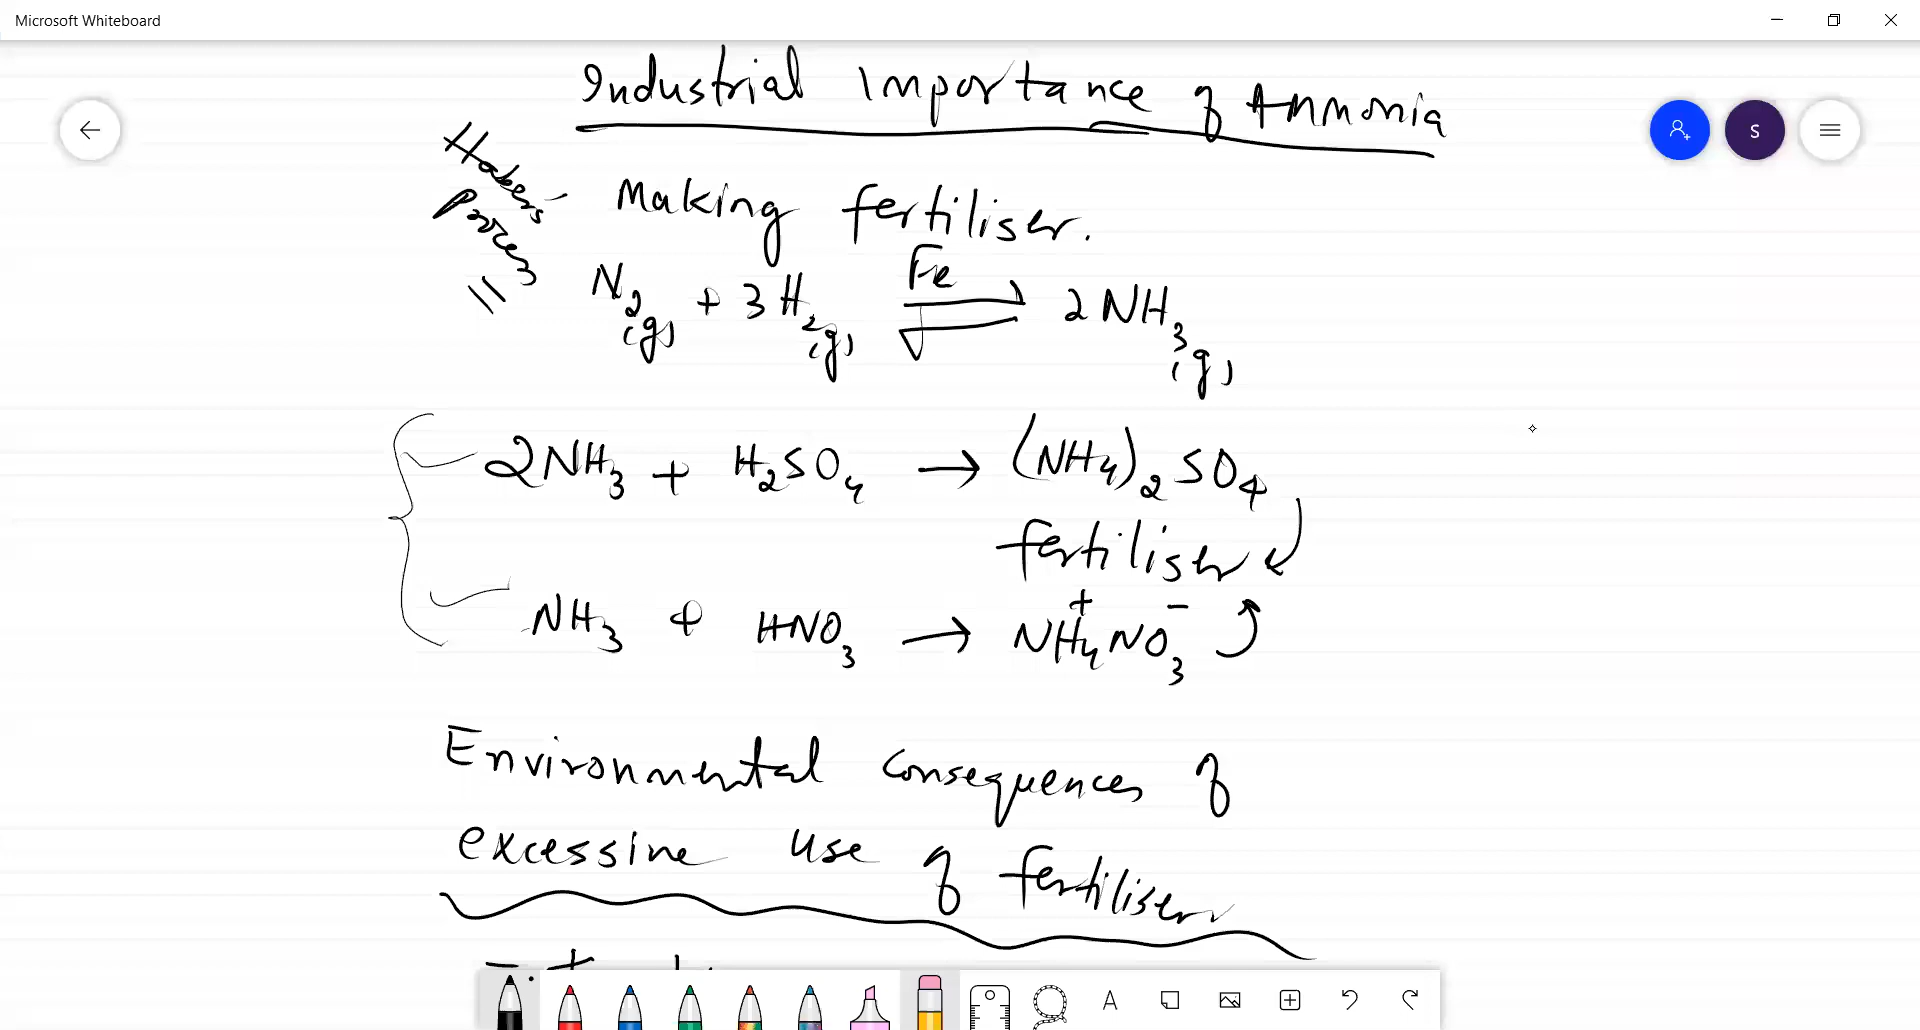 Microsoft Whiteboard
Industrial Importance of Ammonia
Haber's
Process
Making fertiliser.
Fe
N₂(g) + 3H₂(g) ⇌ 2NH₃(g)
S
2NH₃ + H₂SO₄ → (NH₄)₂SO₄
fertiliser
NH₃ + HNO₃ → NH₄⁺NO₃⁻
Environmental consequences of
excessive use of fertiliser
A